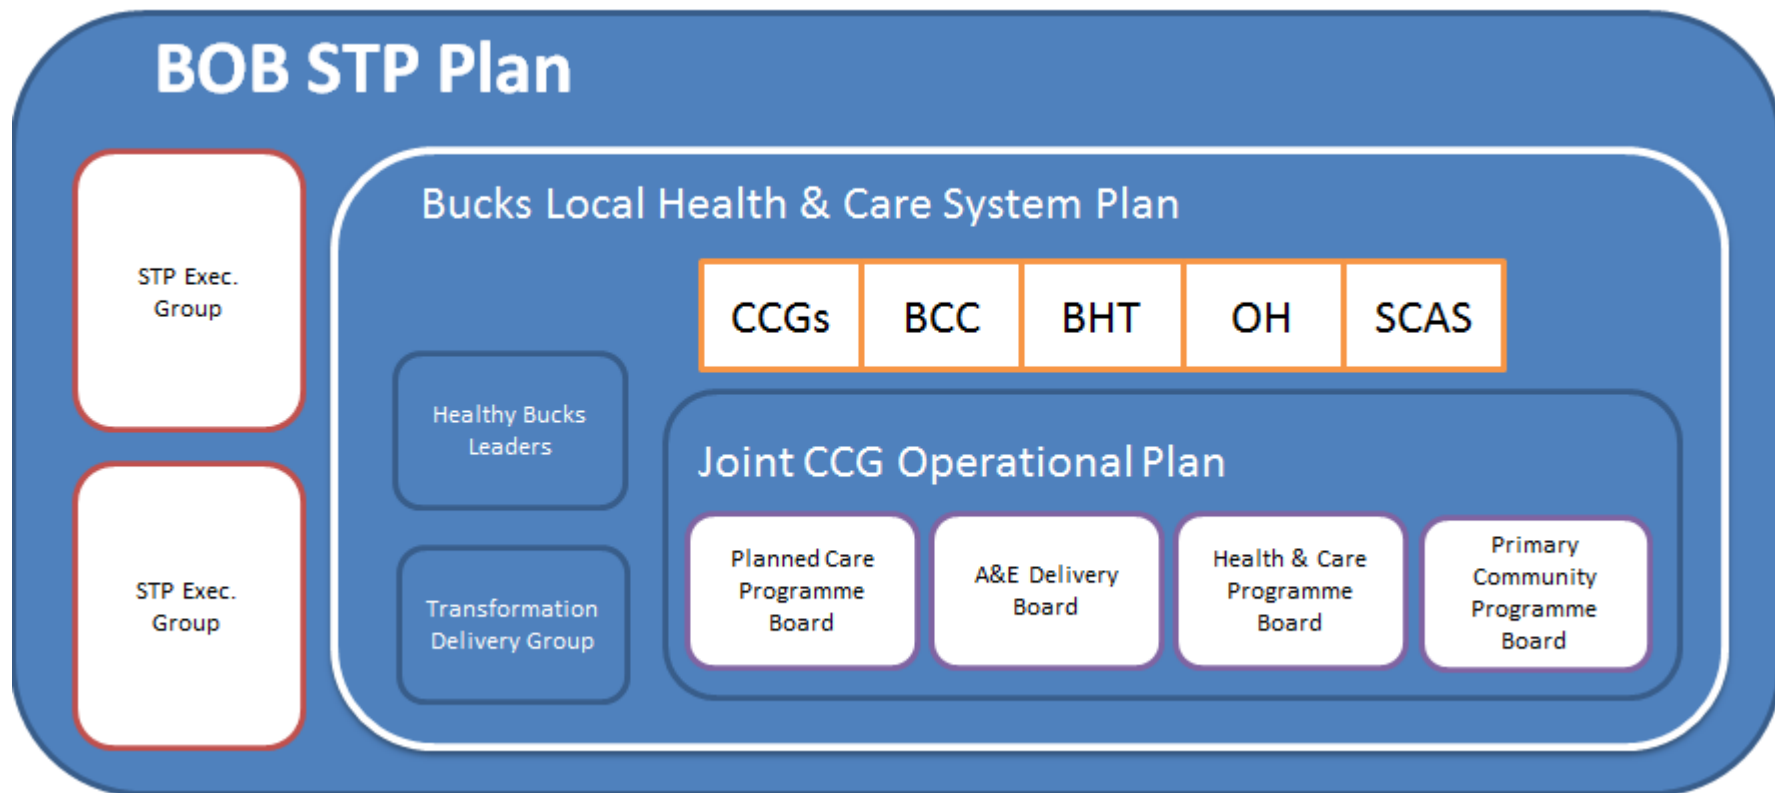 BOB STP Plan
STP Exec.
Group
STP Exec.
Group
Bucks Local Health & Care System Plan
CCGs
BCC
BHT
OH
SCAS
Healthy Bucks
Leaders
Transformation
Delivery Group
Joint CCG Operational Plan
Planned Care
Programme
Board
A&E Delivery
Board
Health & Care
Programme
Board
Primary
Community
Programme
Board